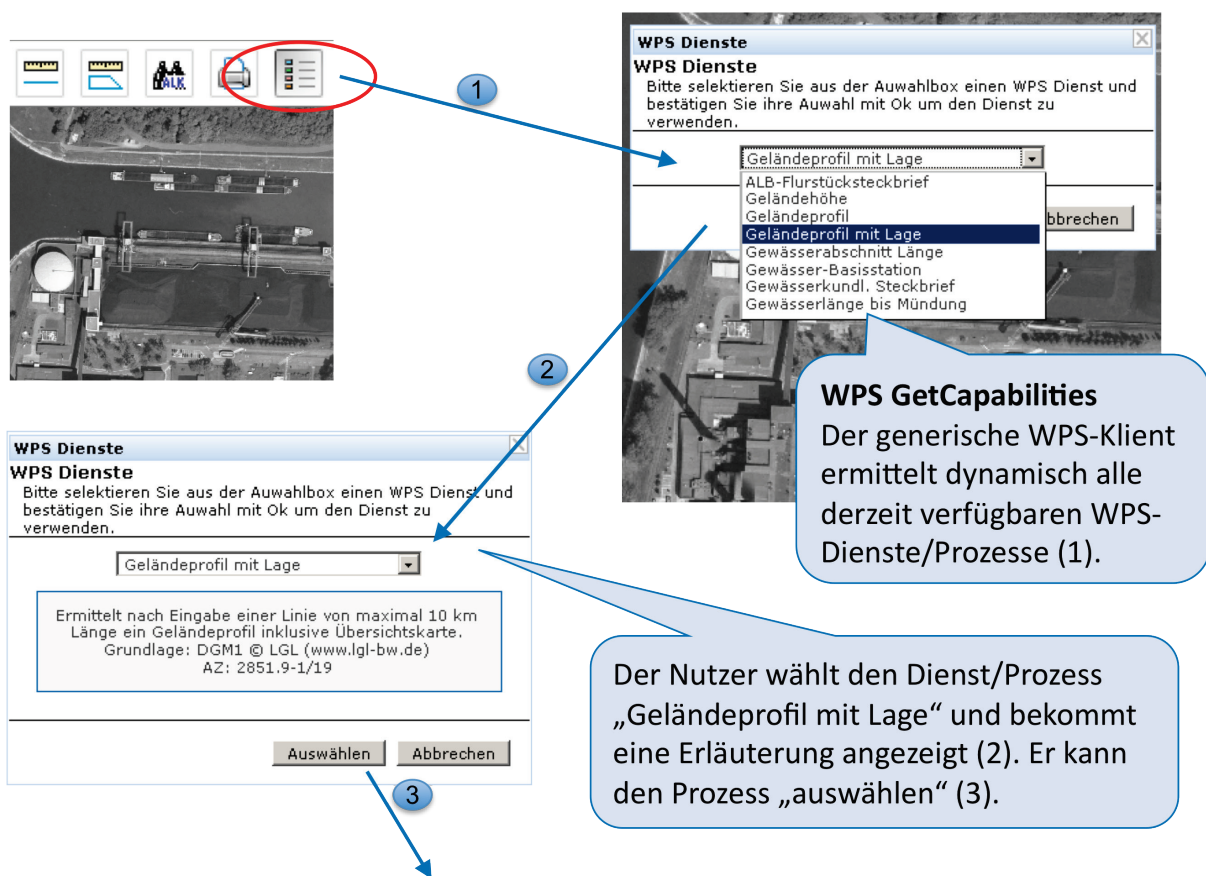 ALK
1
WPS Dienste
WPS Dienste
Bitte selektieren Sie aus der Auwahlbox einen WPS Dienst und
bestätigen Sie ihre Auwahl mit Ok um den Dienst zu
verwenden.
Geländeprofil mit Lage
ALB-Flurstücksteckbrief
Geländehöhe
Geländeprofil
Geländeprofil mit Lage
Gewässerabschnitt Länge
Gewässer-Basisstation
Gewässerkundl. Steckbrief
Gewässerlänge bis Mündung
bbrechen
2
WPS GetCapabilities
Der generische WPS-Klient
ermittelt dynamisch alle
derzeit verfügbaren WPS-
Dienste/Prozesse (1).
WPS Dienste
WPS Dienste
Bitte selektieren Sie aus der Auwahlbox einen WPS Dienst und
bestätigen Sie ihre Auwahl mit Ok um den Dienst zu
verwenden.
Geländeprofil mit Lage
Ermittelt nach Eingabe einer Linie von maximal 10 km
Länge ein Geländeprofil inklusive Übersichtskarte.
Grundlage: DGM1 © LGL (www.lgl-bw.de)
AZ: 2851.9-1/19
Auswählen
Abbrechen
3
Der Nutzer wählt den Dienst/Prozess
„Geländeprofil mit Lage“ und bekommt
eine Erläuterung angezeigt (2). Er kann
den Prozess „auswählen“ (3).